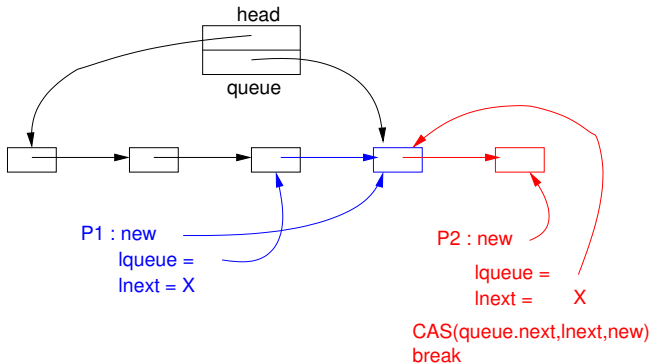 head
queue
P1 : new
lqueue =
lnext = X
P2 : new
lqueue =
lnext = X
CAS(queue.next,lnext,new)
break